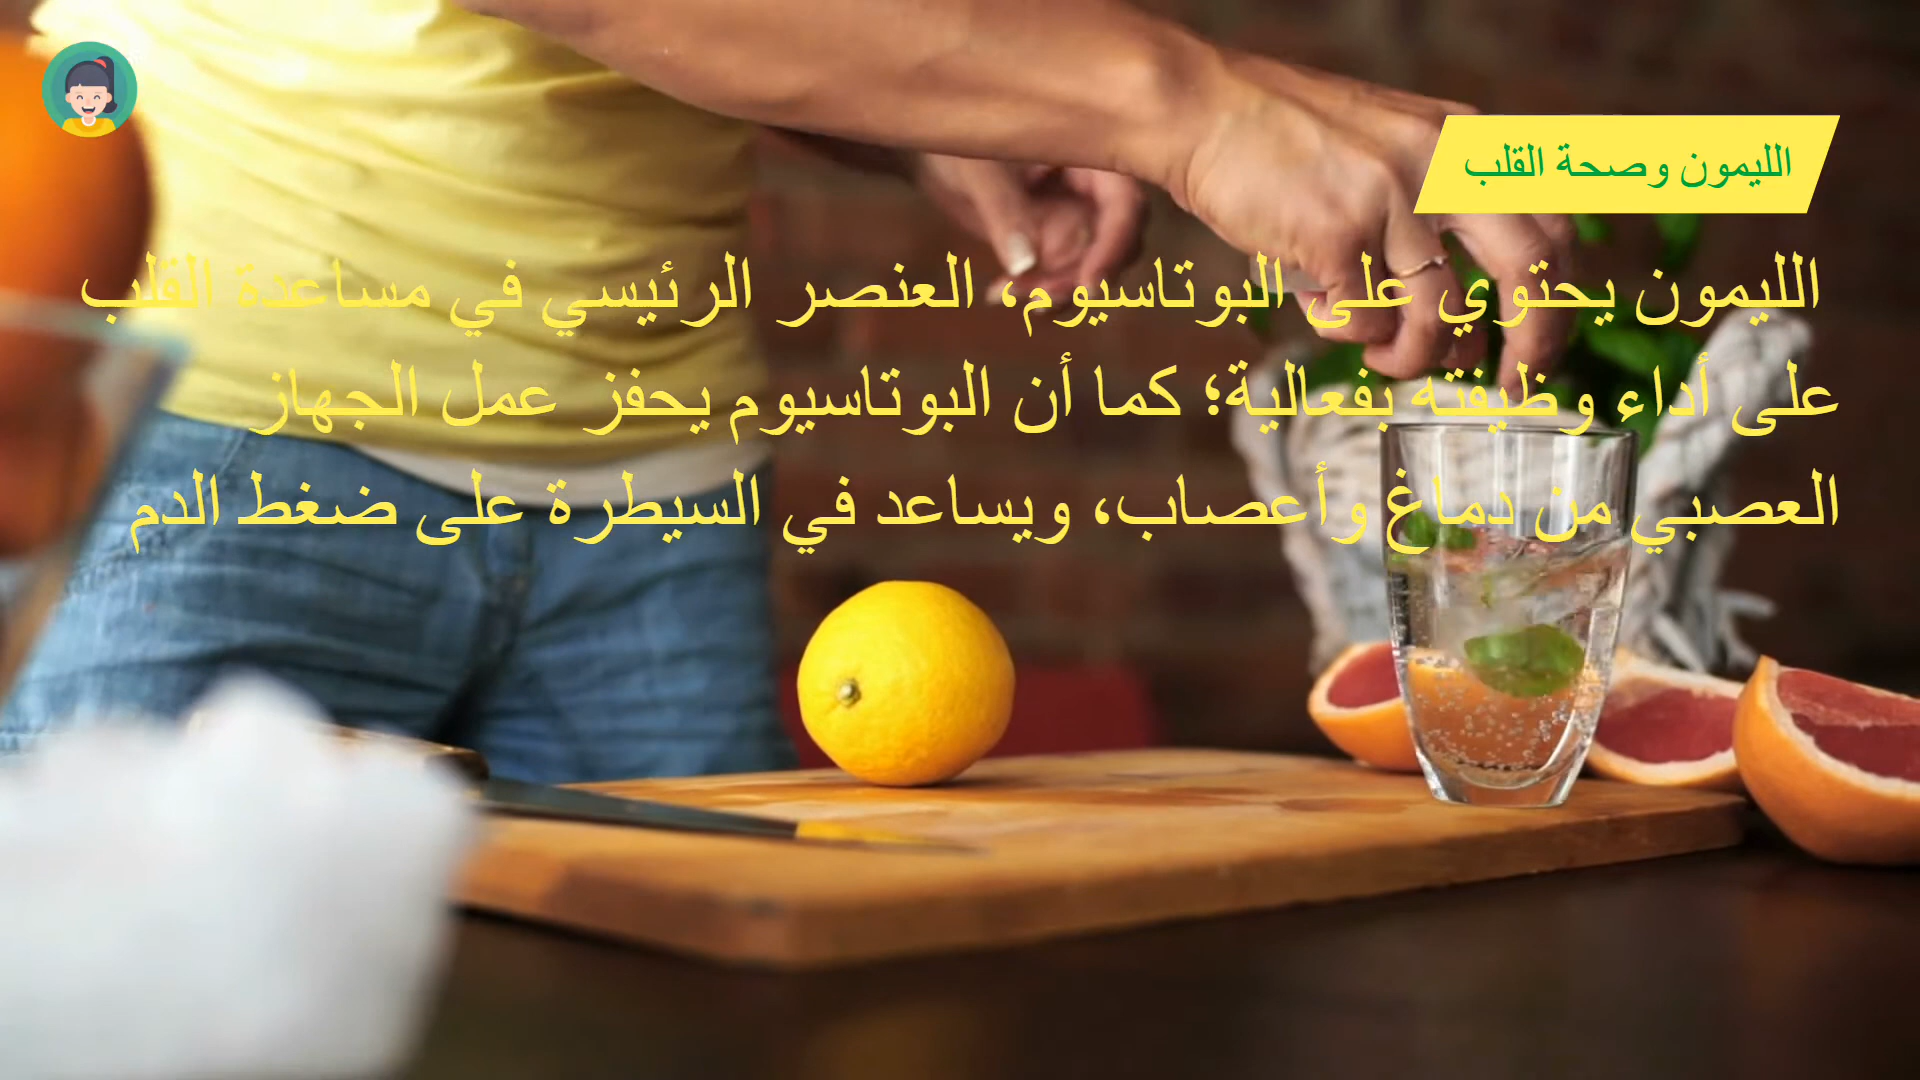 الليمون وصحة القلب
الليمون يحتوي على البوتاسيوم، العنصر الرئيسي في مساعدة القلب
على أداء وظيفته بفعالية؛ كما أن البوتاسيوم يحفز عمل الجهاز
العصبي من دماغ وأعصاب، ويساعد في السيطرة على ضغط الدم